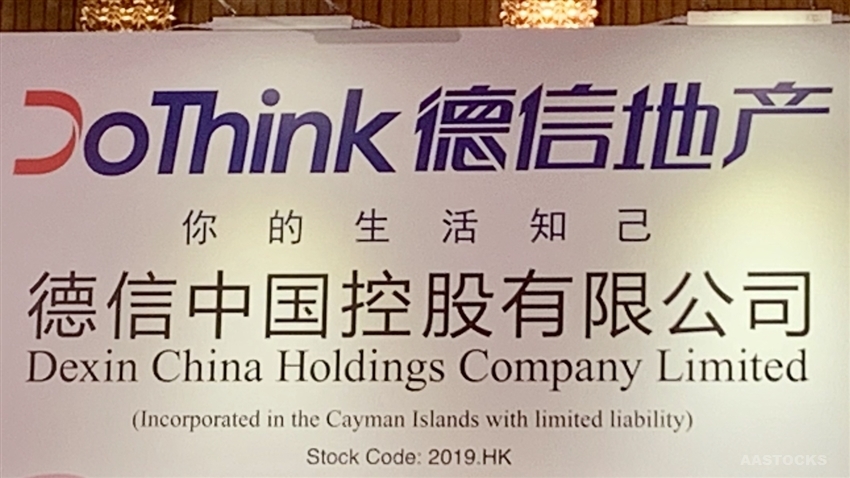 DoThink 德信地产
你的生活知己
德信中国控股有限公司
Dexin China Holdings Company Limited
(Incorporated in the Cayman Islands with limited liability)
Stock Code: 2019.HK
AASTOCKS